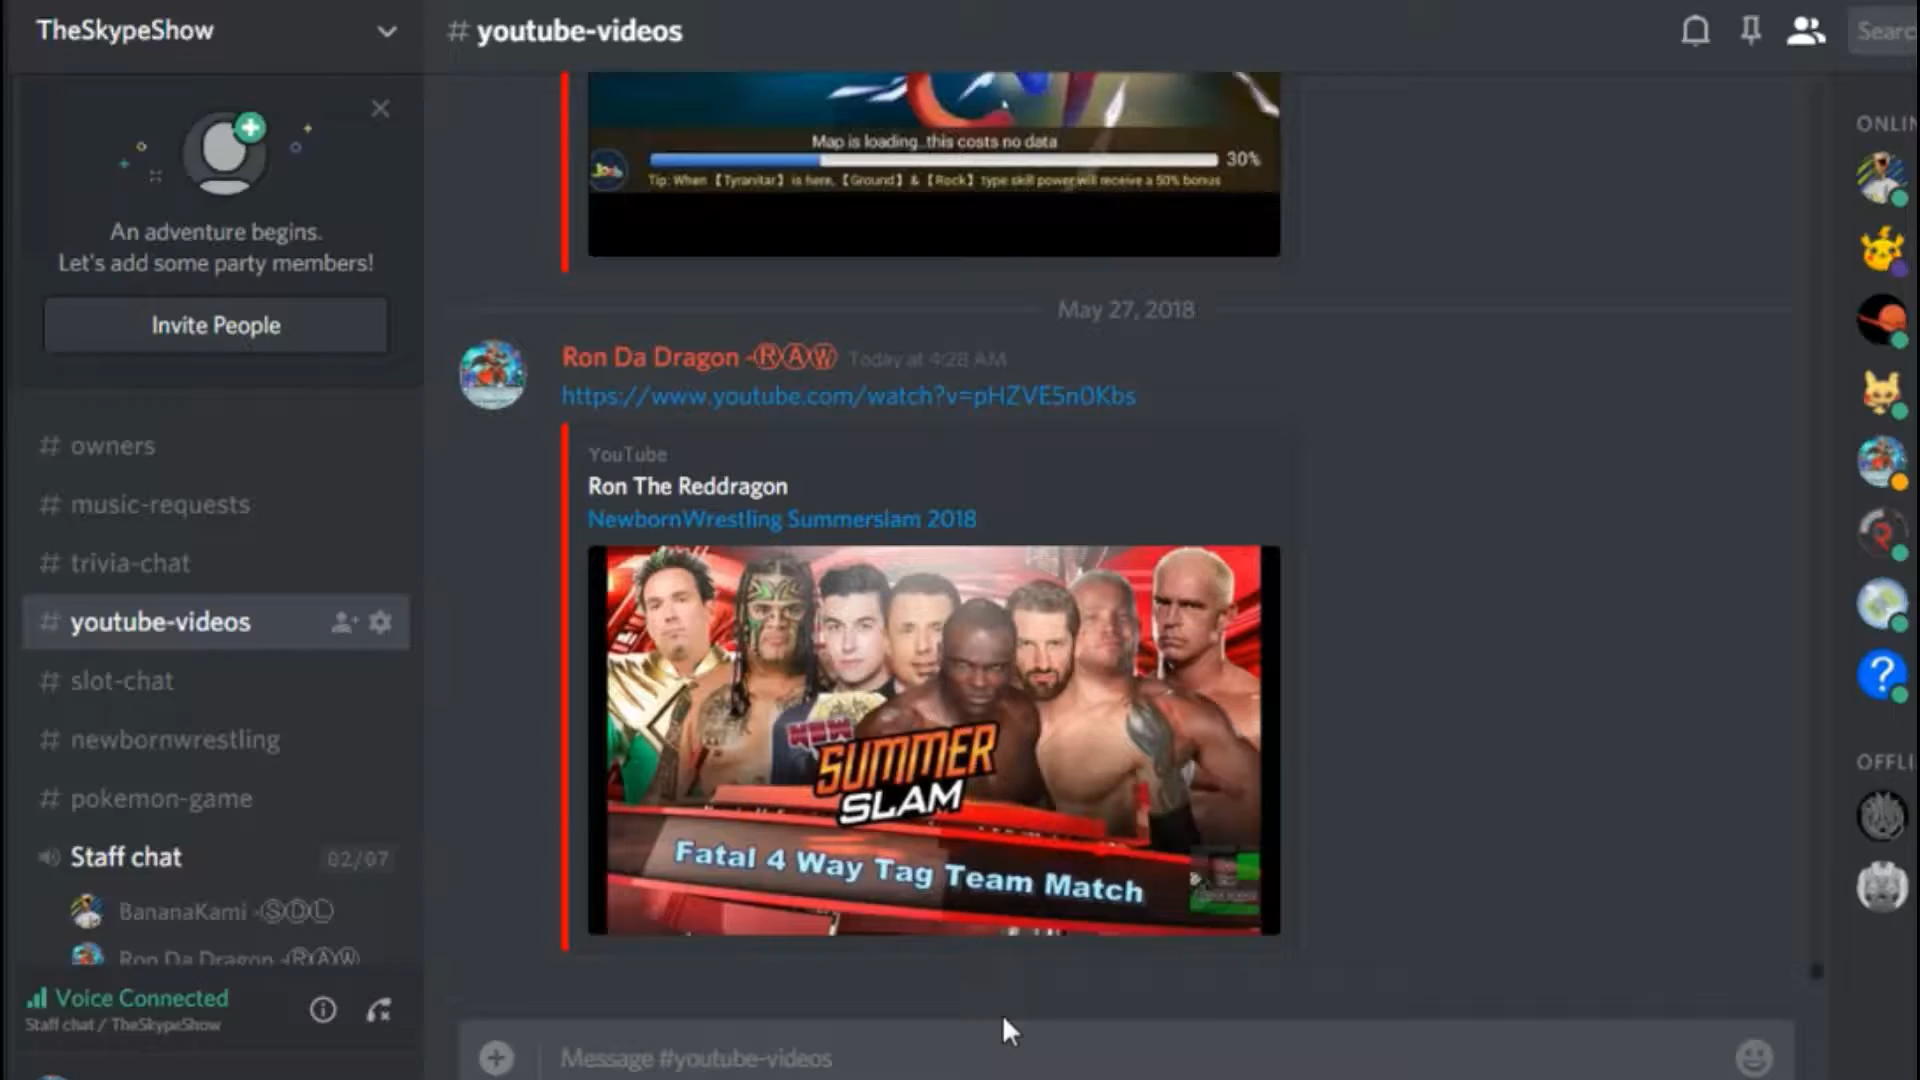 TheSkypeShow
# youtube-videos
Searc
An adventure begins.
Let's add some party members!
Invite People
# owners
# music-requests
# trivia-chat
# youtube-videos
# slot-chat
# newbornwrestling
# pokemon-game
Staff chat
02/07
BananaKami -ⓈⒹⓁ
Ron Da Dragon -ⓇⒶⓌ
Voice Connected
Staff chat / TheSkypeShow
Map is loading..this costs no data
30%
Tip: When【Tyranitar】is here,【Ground】&【Rock】type skill power will receive a 50% bonus
May 27, 2018
Ron Da Dragon -ⓇⒶⓌ Today at 4:28 AM
https://www.youtube.com/watch?v=pHZVE5n0Kbs
YouTube
Ron The Reddragon
NewbornWrestling Summerslam 2018
SUMMER
SLAM
Fatal 4 Way Tag Team Match
Message #youtube-videos
ONLIN
OFFLI